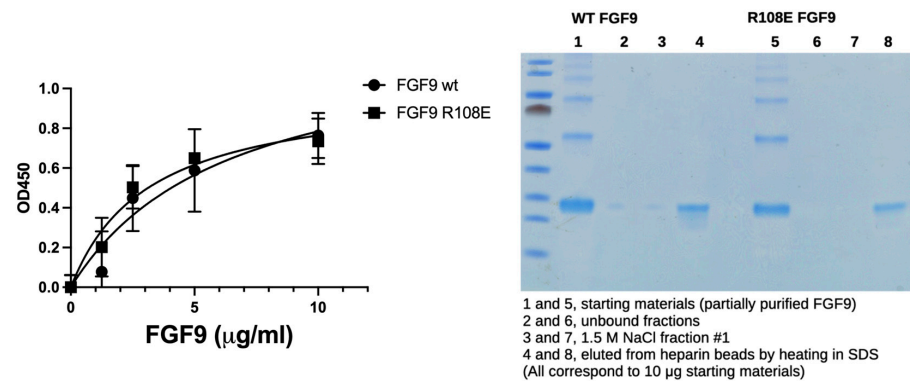 WT FGF9 R108E FGF9
1 2 3 4 5 6 7 8
FGF9 wt
FGF9 R108E
1.0
0.8
0.6
0.4
0.2
0.0
OD450
0 5 10
FGF9 (μg/ml)
1 and 5, starting materials (partially purified FGF9)
2 and 6, unbound fractions
3 and 7, 1.5 M NaCl fraction #1
4 and 8, eluted from heparin beads by heating in SDS
(All correspond to 10 μg starting materials)